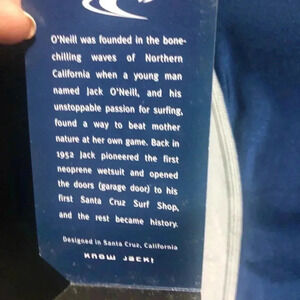 O'Neill was founded in the bone-
chilling waves of Northern
California when a young man
named Jack O'Neill, and his
unstoppable passion for surfing,
found a way to beat mother
nature at her own game. Back in
1952 Jack pioneered the first
neoprene wetsuit and opened
the doors (garage door) to his
first Santa Cruz Surf Shop,
and the rest became history.
Designed in Santa Cruz, California
KNOW JACK!